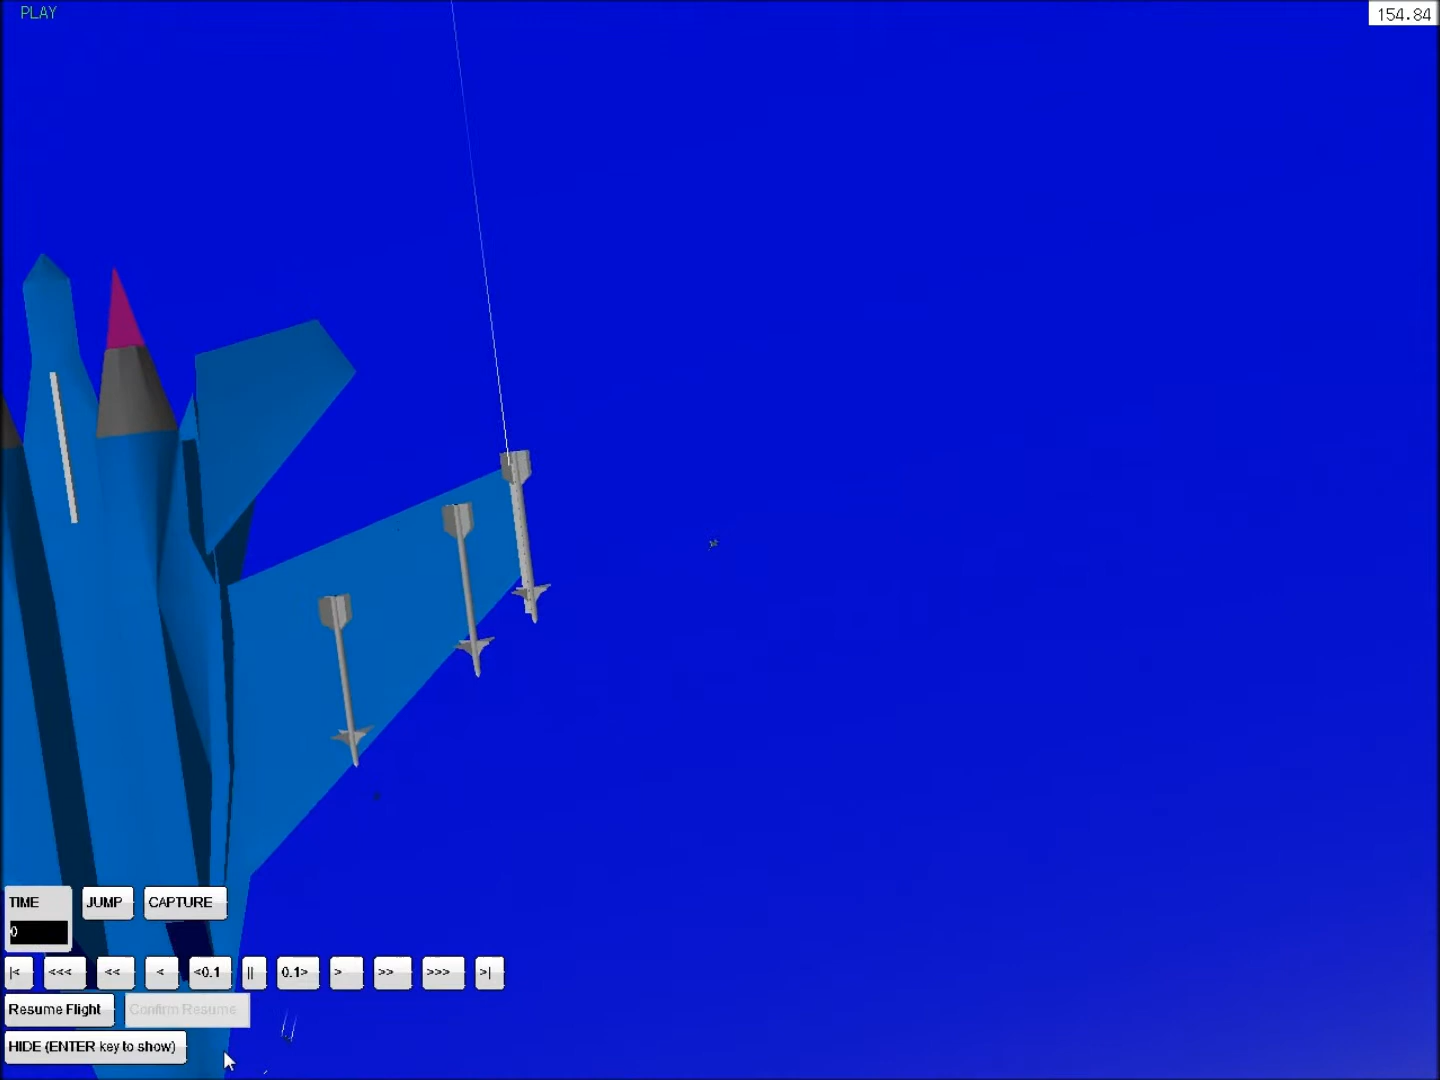 PLAY
154.84
TIME
JUMP
CAPTURE
0
|<
<<<
<<
<
<0.1
||
0.1>
>
>>
>>>
>|
Resume Flight
Confirm Resume
HIDE (ENTER key to show)